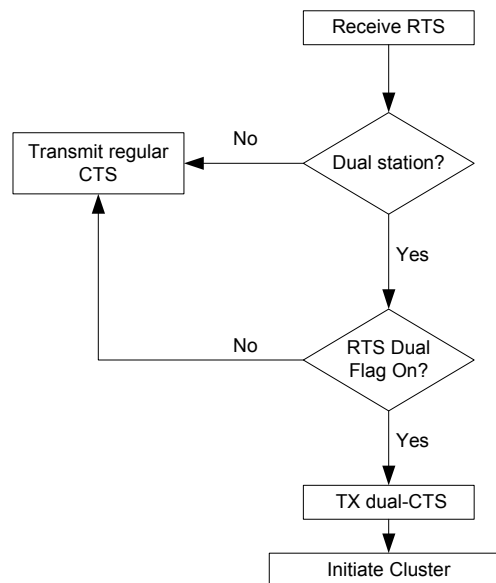 Receive RTS
No
Transmit regular
CTS
Dual station?
Yes
No
RTS Dual
Flag On?
Yes
TX dual-CTS
Initiate Cluster